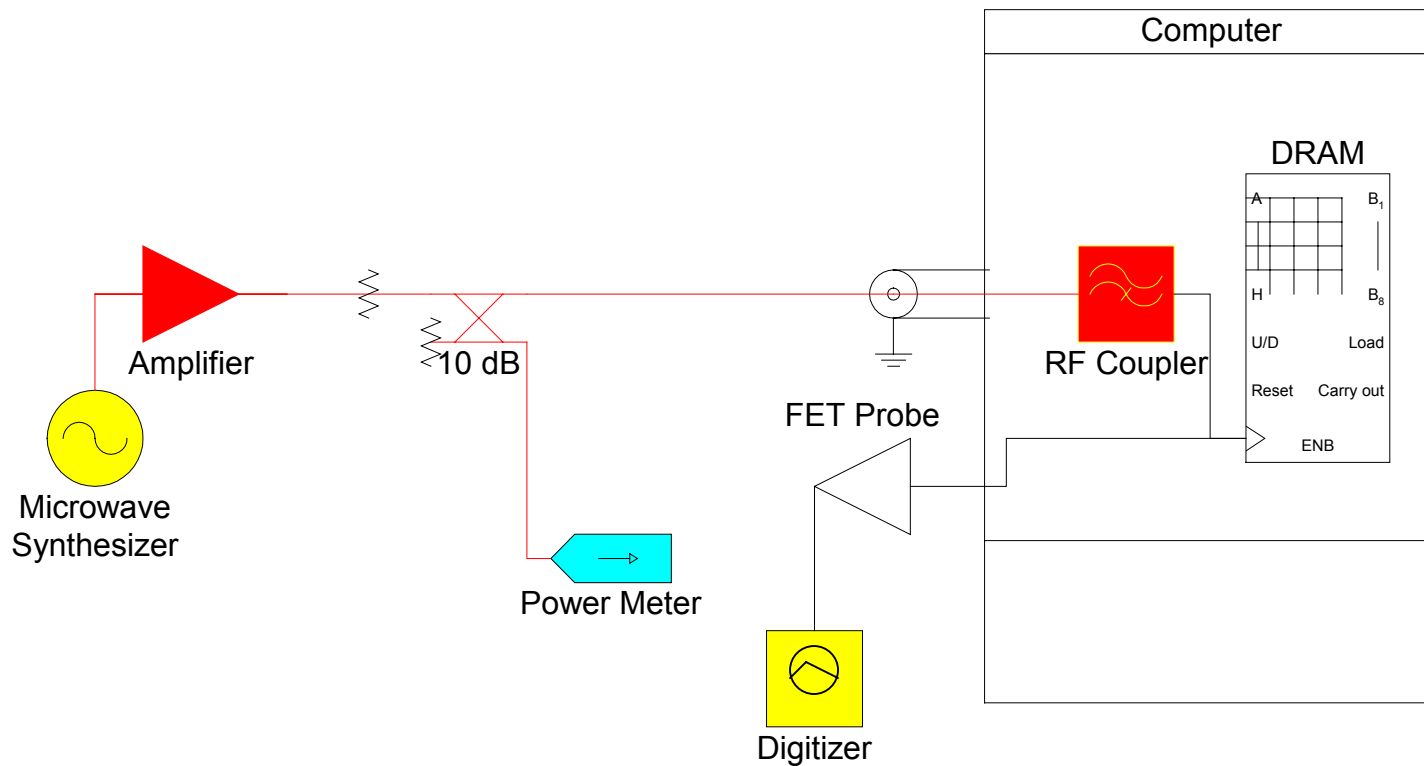 Computer
DRAM
A B₁
H B₈
U/D Load
Reset Carry out
ENB
Amplifier
10 dB
RF Coupler
FET Probe
Microwave
Synthesizer
Power Meter
Digitizer